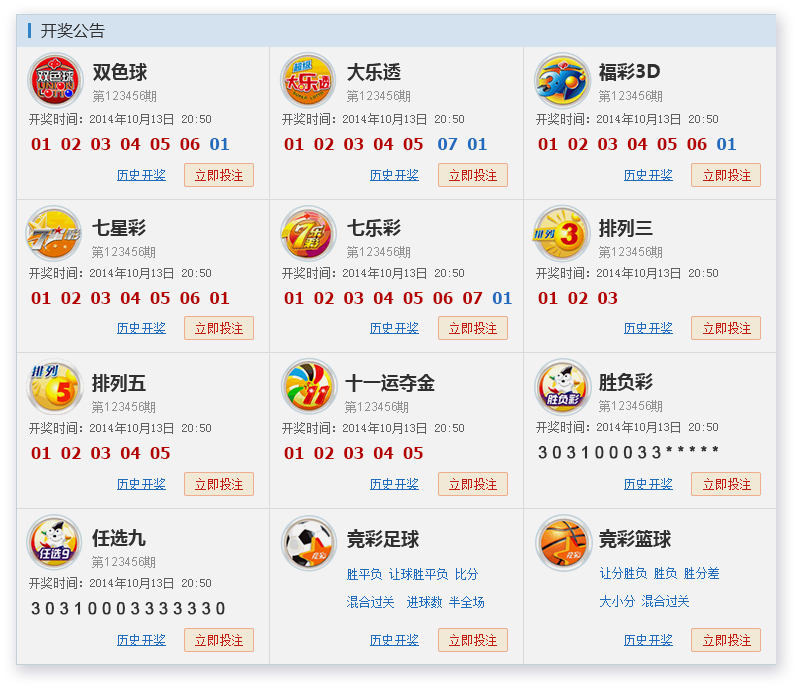 开奖公告
双色球
双色球
第123456期
开奖时间：2014年10月13日 20:50
01 02 03 04 05 06 01
历史开奖 立即投注
超级
大乐透
大乐透
第123456期
开奖时间：2014年10月13日 20:50
01 02 03 04 05 07 01
历史开奖 立即投注
3D
福彩3D
第123456期
开奖时间：2014年10月13日 20:50
01 02 03 04 05 06 01
历史开奖 立即投注
七星彩
第123456期
开奖时间：2014年10月13日 20:50
01 02 03 04 05 06 01
历史开奖 立即投注
7乐彩
七乐彩
第123456期
开奖时间：2014年10月13日 20:50
01 02 03 04 05 06 07 01
历史开奖 立即投注
排列3
排列三
第123456期
开奖时间：2014年10月13日 20:50
01 02 03
历史开奖 立即投注
排列5
排列五
第123456期
开奖时间：2014年10月13日 20:50
01 02 03 04 05
历史开奖 立即投注
11
十一运夺金
第123456期
开奖时间：2014年10月13日 20:50
01 02 03 04 05
历史开奖 立即投注
胜负彩
胜负彩
第123456期
开奖时间：2014年10月13日 20:50
303100033*****
历史开奖 立即投注
任选9
任选九
第123456期
开奖时间：2014年10月13日 20:50
30310003333330
历史开奖 立即投注
竞彩足球
胜平负 让球胜平负 比分
混合过关 进球数 半全场
历史开奖 立即投注
竞彩篮球
让分胜负 胜负 胜分差
大小分 混合过关
历史开奖 立即投注